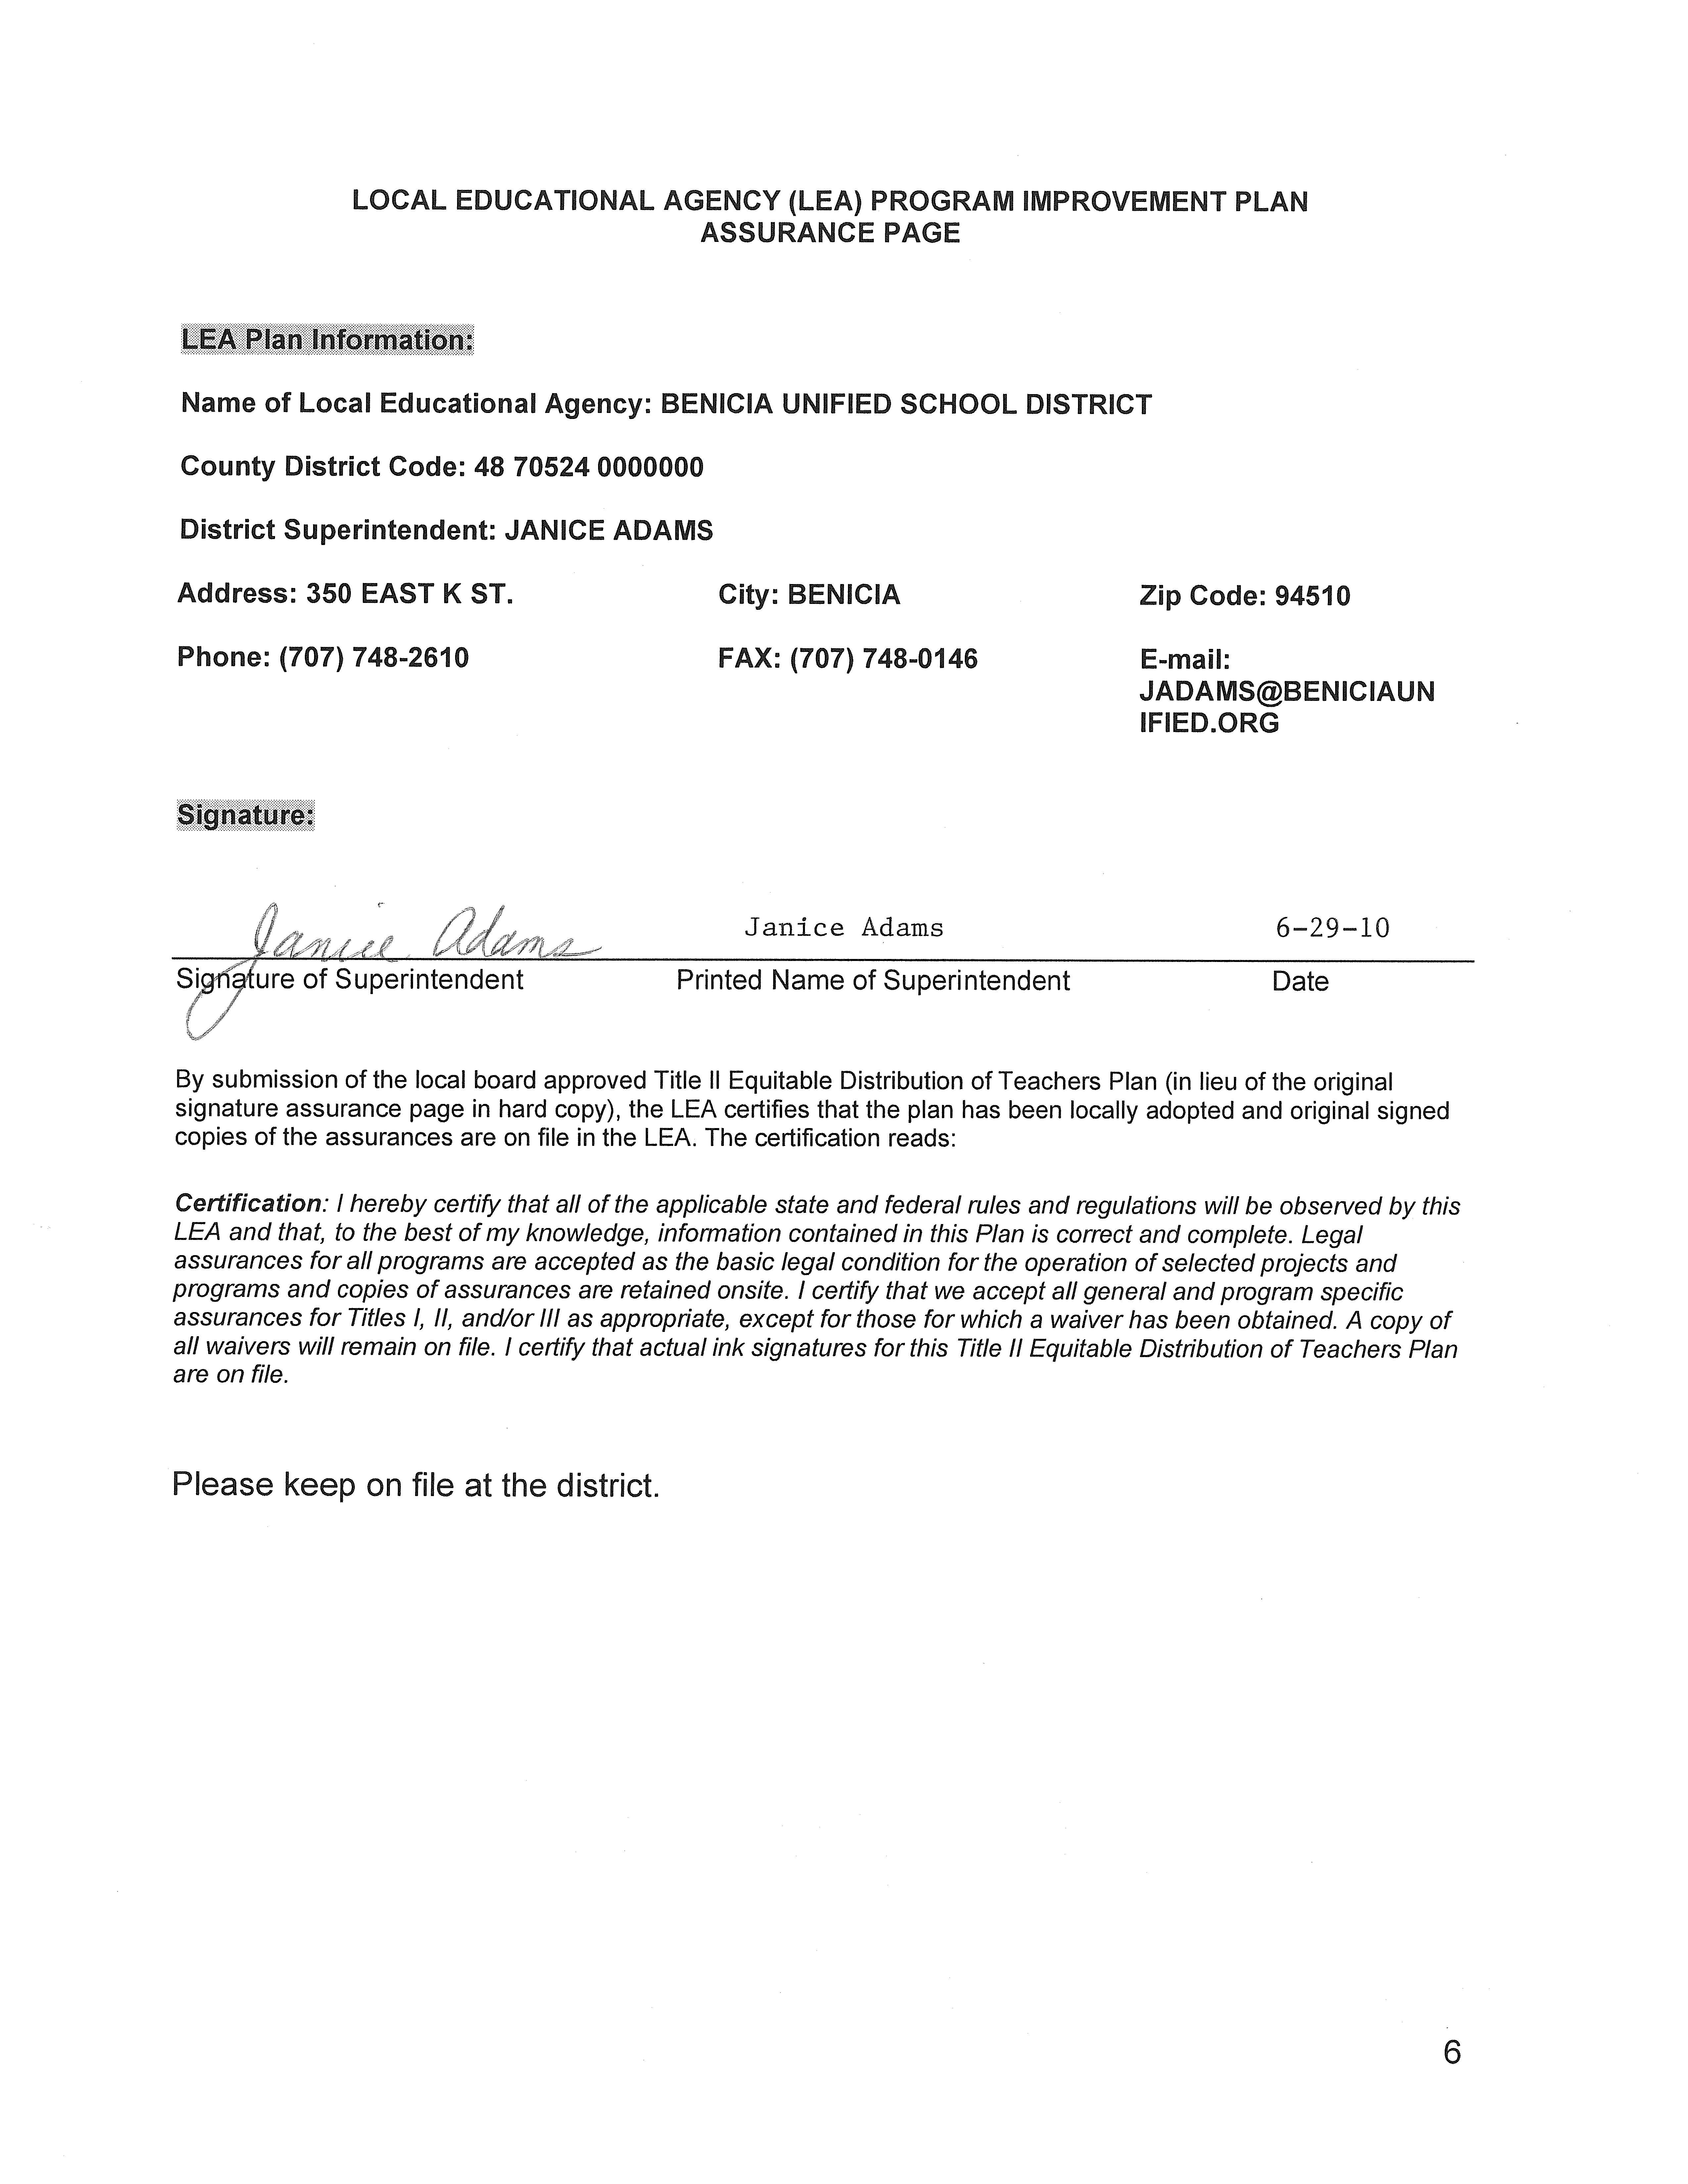 LOCAL EDUCATIONAL AGENCY (LEA) PROGRAM IMPROVEMENT PLAN
ASSURANCE PAGE
LEA Plan Information:
Name of Local Educational Agency: BENICIA UNIFIED SCHOOL DISTRICT
County District Code: 48 70524 0000000
District Superintendent: JANICE ADAMS
Address: 350 EAST K ST. City: BENICIA Zip Code: 94510
Phone: (707) 748-2610 FAX: (707) 748-0146 E-mail:
JADAMS@BENICIAUN
IFIED.ORG
Signature:
Janice Adams Janice Adams 6-29-10
Signature of Superintendent Printed Name of Superintendent Date
By submission of the local board approved Title II Equitable Distribution of Teachers Plan (in lieu of the original
signature assurance page in hard copy), the LEA certifies that the plan has been locally adopted and original signed
copies of the assurances are on file in the LEA. The certification reads:
Certification: I hereby certify that all of the applicable state and federal rules and regulations will be observed by this
LEA and that, to the best of my knowledge, information contained in this Plan is correct and complete. Legal
assurances for all programs are accepted as the basic legal condition for the operation of selected projects and
programs and copies of assurances are retained onsite. I certify that we accept all general and program specific
assurances for Titles I, II, and/or III as appropriate, except for those for which a waiver has been obtained. A copy of
all waivers will remain on file. I certify that actual ink signatures for this Title II Equitable Distribution of Teachers Plan
are on file.
Please keep on file at the district.
6